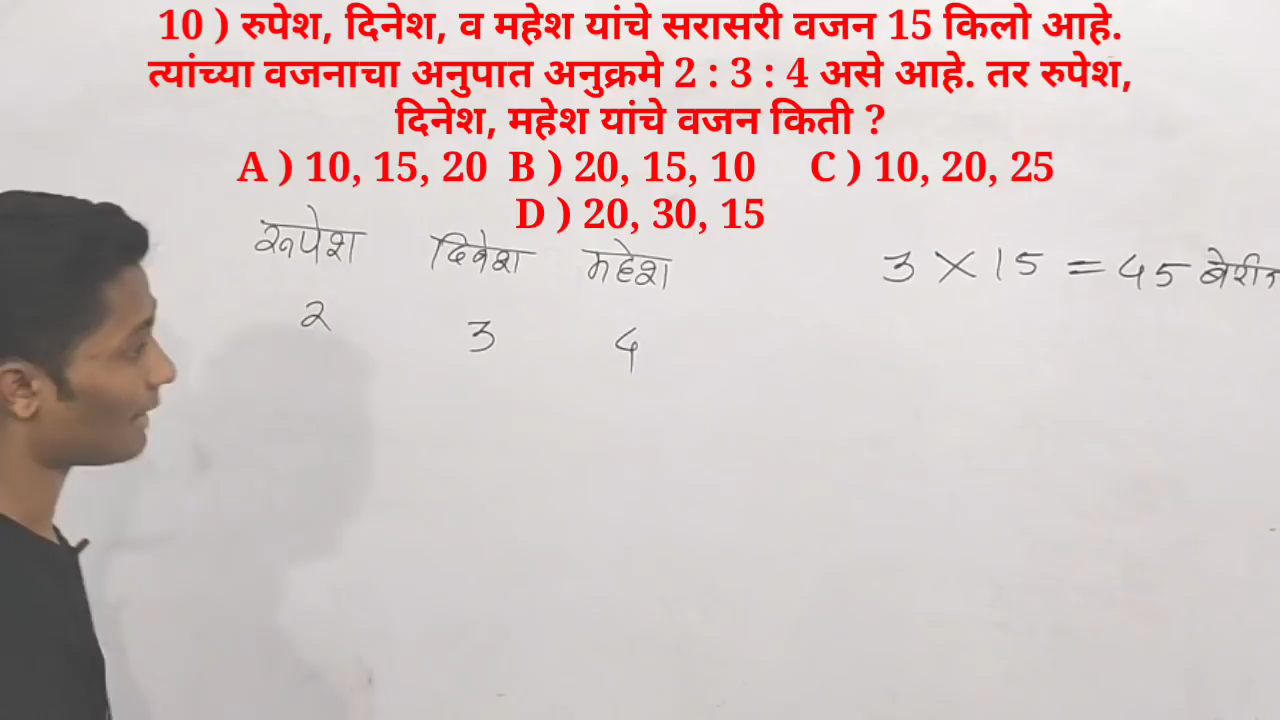 10 ) रुपेश, दिनेश, व महेश यांचे सरासरी वजन 15 किलो आहे.
त्यांच्या वजनाचा अनुपात अनुक्रमे 2 : 3 : 4 असे आहे. तर रुपेश,
दिनेश, महेश यांचे वजन किती ?
A ) 10, 15, 20 B ) 20, 15, 10 C ) 10, 20, 25
D ) 20, 30, 15
रूपेश दिनेश महेश 3 × 15 = 45 बेरीज
२ 3 4